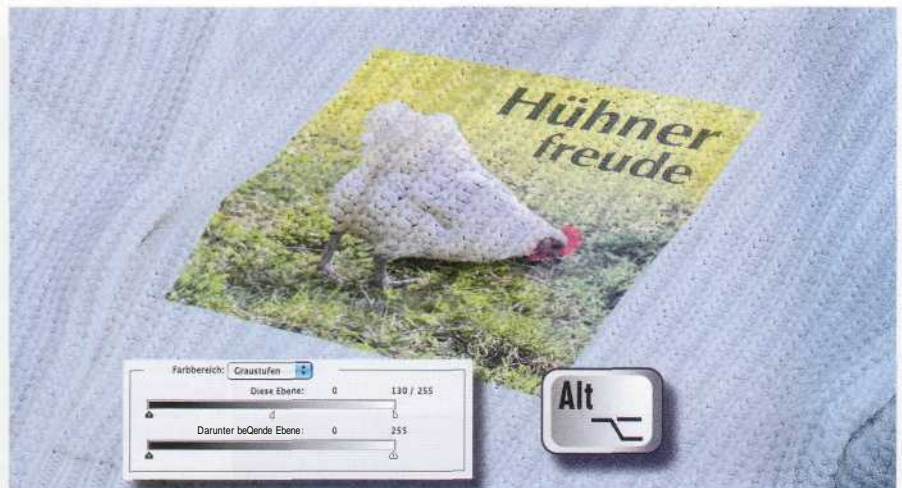 Hühner
freude
Farbbereich: Graustufen
Diese Ebene: 0 130 / 255
Darunter beQende Ebene: 0 255
Alt